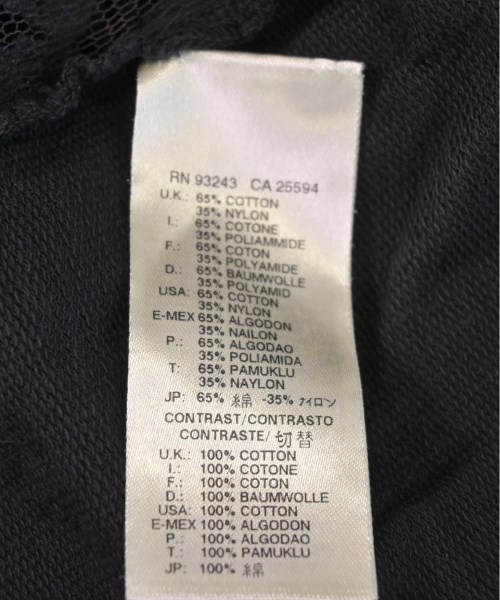 RN 93243 CA 25594
U.K.: 65% COTTON
35% NYLON
I.: 65% COTONE
35% POLIAMMIDE
F.: 65% COTON
35% POLYAMIDE
D.: 65% BAUMWOLLE
35% POLYAMID
USA: 65% COTTON
35% NYLON
E-MEX 65% ALGODON
35% NAILON
P.: 65% ALGODAO
35% POLIAMIDA
T: 65% PAMUKLU
35% NAYLON
JP: 65% 綿 -35% ナイロン
CONTRAST/CONTRASTO
CONTRASTE/ 切替
U.K.: 100% COTTON
I.: 100% COTONE
F.: 100% COTON
D.: 100% BAUMWOLLE
USA: 100% COTTON
E-MEX 100% ALGODON
P.: 100% ALGODAO
T.: 100% PAMUKLU
JP: 100% 綿